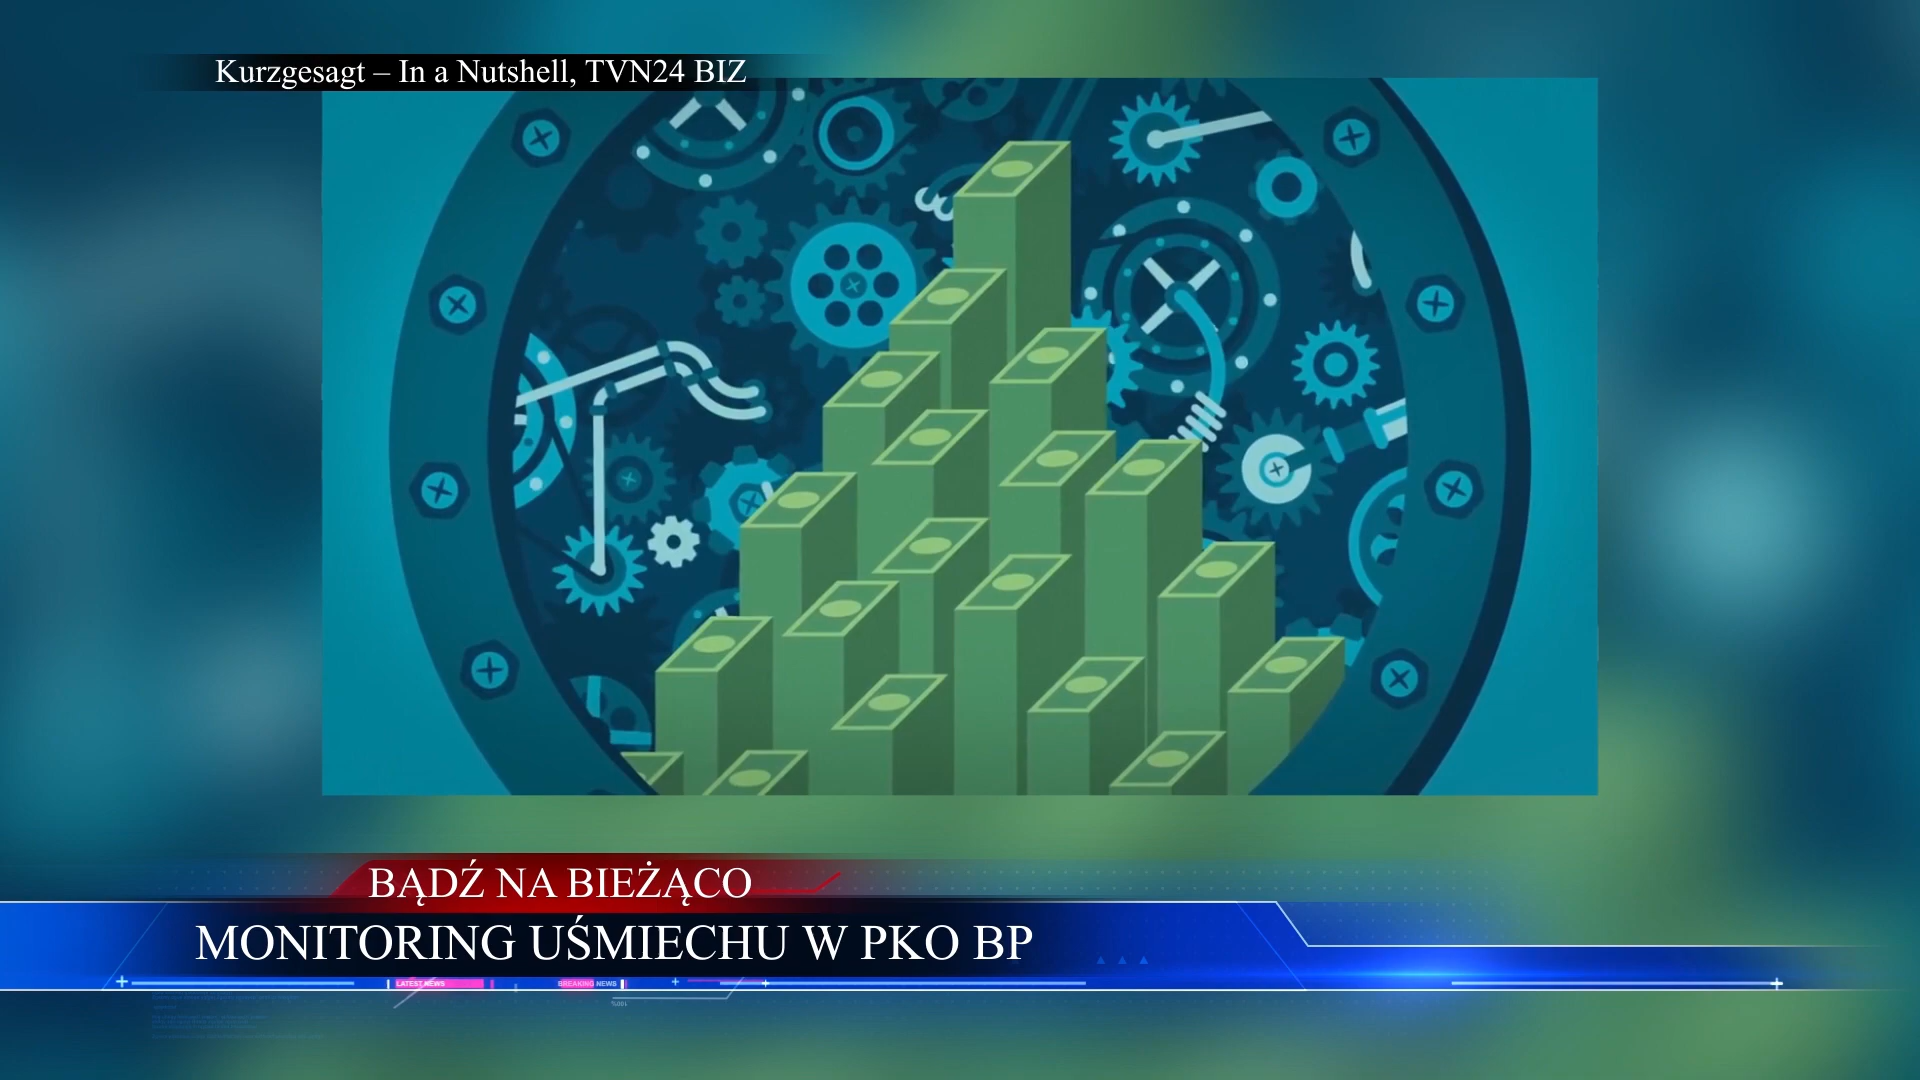 Kurzgesagt – In a Nutshell, TVN24 BIZ
BĄDŹ NA BIEŻĄCO
MONITORING UŚMIECHU W PKO BP
LATEST NEWS
BREAKING NEWS